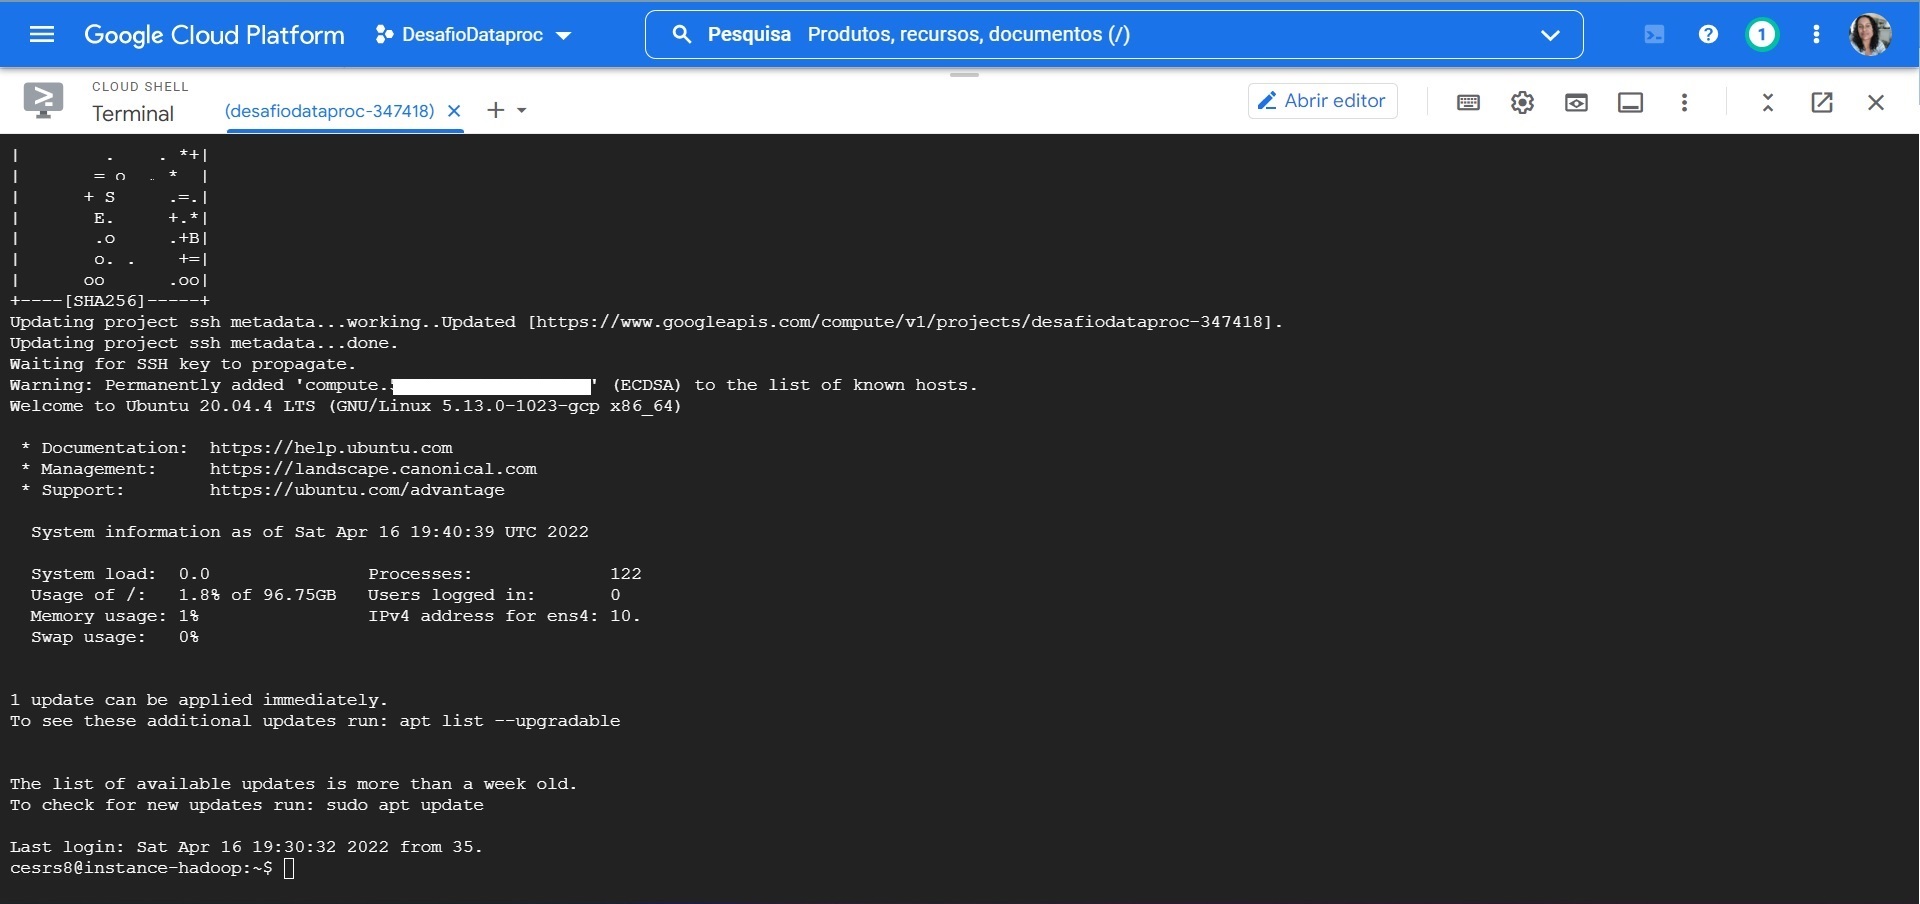 Google Cloud Platform DesafioDataproc Pesquisa Produtos, recursos, documentos (/) 1
CLOUD SHELL
Terminal (desafiodataproc-347418) Abrir editor
|        .    . *+|
|       = o  . *  |
|      + S     .=.|
|       E.     +.*|
|       .o     .+B|
|       o. .    +=|
|      oo      .oo|
+----[SHA256]-----+
Updating project ssh metadata...working..Updated [https://www.googleapis.com/compute/v1/projects/desafiodataproc-347418].
Updating project ssh metadata...done.
Waiting for SSH key to propagate.
Warning: Permanently added 'compute. ' (ECDSA) to the list of known hosts.
Welcome to Ubuntu 20.04.4 LTS (GNU/Linux 5.13.0-1023-gcp x86_64)
* Documentation: https://help.ubuntu.com
* Management: https://landscape.canonical.com
* Support: https://ubuntu.com/advantage
System information as of Sat Apr 16 19:40:39 UTC 2022
System load: 0.0 Processes: 122
Usage of /: 1.8% of 96.75GB Users logged in: 0
Memory usage: 1% IPv4 address for ens4: 10.
Swap usage: 0%
1 update can be applied immediately.
To see these additional updates run: apt list --upgradable
The list of available updates is more than a week old.
To check for new updates run: sudo apt update
Last login: Sat Apr 16 19:30:32 2022 from 35.
cesrs8@instance-hadoop:~$